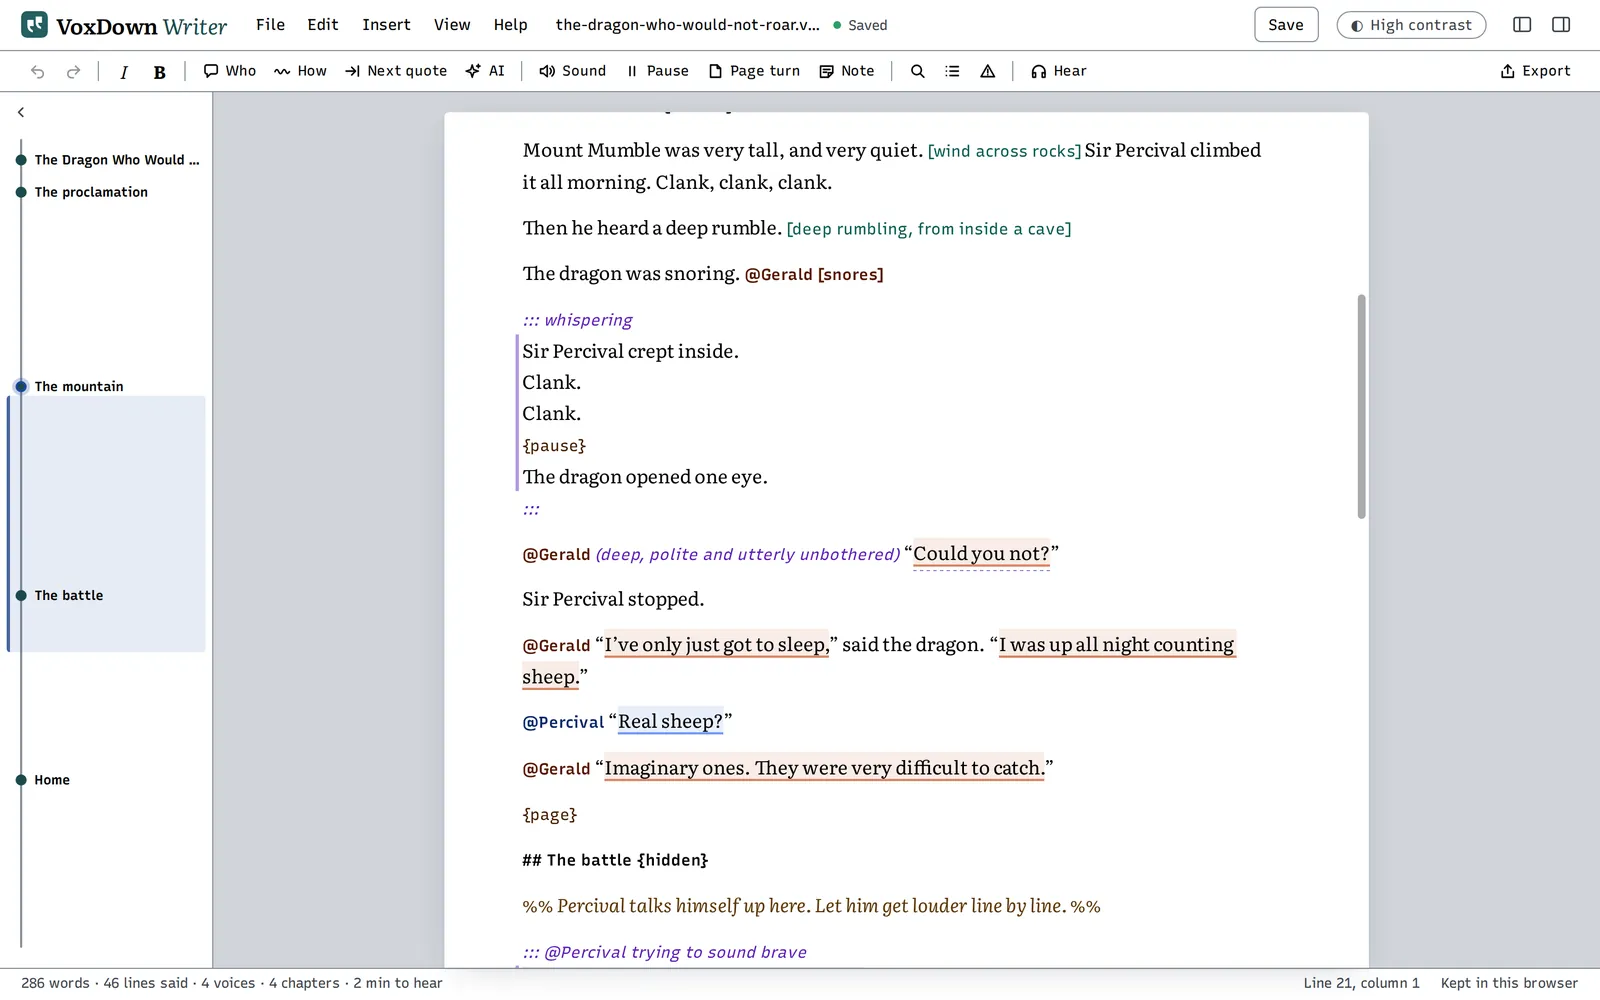 VoxDown Writer File Edit Insert View Help the-dragon-who-would-not-roar.v... Saved Save High contrast
I B Who How Next quote AI Sound Pause Page turn Note Hear Export
The Dragon Who Would ...
The proclamation
The mountain
The battle
Home
Mount Mumble was very tall, and very quiet. [wind across rocks] Sir Percival climbed
it all morning. Clank, clank, clank.
Then he heard a deep rumble. [deep rumbling, from inside a cave]
The dragon was snoring. @Gerald [snores]
::: whispering
Sir Percival crept inside.
Clank.
Clank.
{pause}
The dragon opened one eye.
:::
@Gerald (deep, polite and utterly unbothered) “Could you not?”
Sir Percival stopped.
@Gerald “I’ve only just got to sleep,” said the dragon. “I was up all night counting
sheep.”
@Percival “Real sheep?”
@Gerald “Imaginary ones. They were very difficult to catch.”
{page}
## The battle {hidden}
%% Percival talks himself up here. Let him get louder line by line. %%
::: @Percival trying to sound brave
286 words · 46 lines said · 4 voices · 4 chapters · 2 min to hear
Line 21, column 1 Kept in this browser